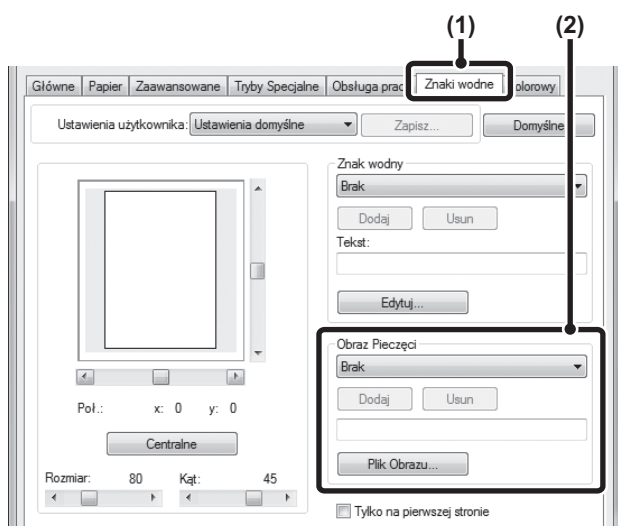 (1) (2)
Główne Papier Zaawansowane Tryby Specjalne Obsługa prac Znaki wodne olorowy
Ustawienia użytkownika: Ustawienia domyślne Zapisz... Domyślne
Znak wodny
Brak
Dodaj Usun
Tekst:
Edytuj...
Obraz Pieczęci
Brak
Dodaj Usun
Plik Obrazu...
Poł.: x: 0 y: 0
Centralne
Rozmiar: 80 Kąt: 45
Tylko na pierwszej stronie